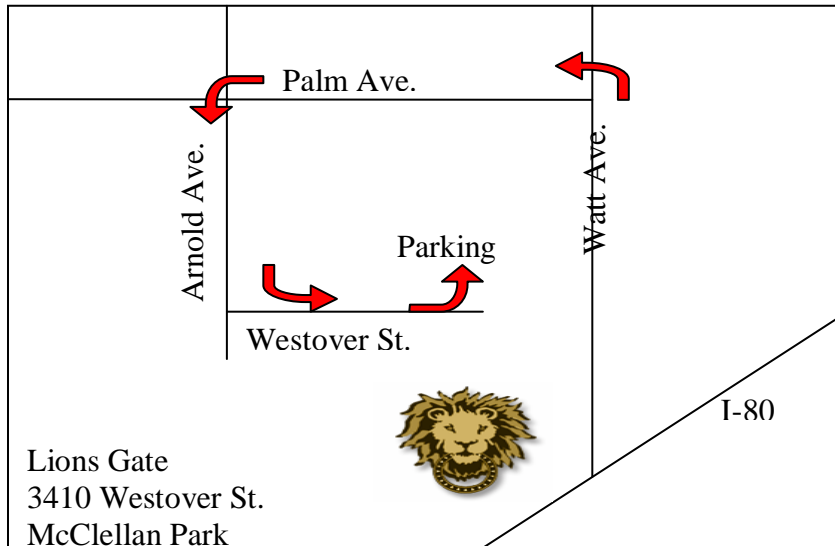 Palm Ave.
Arnold Ave.
Watt Ave.
Parking
Westover St.
I-80
Lions Gate
3410 Westover St.
McClellan Park